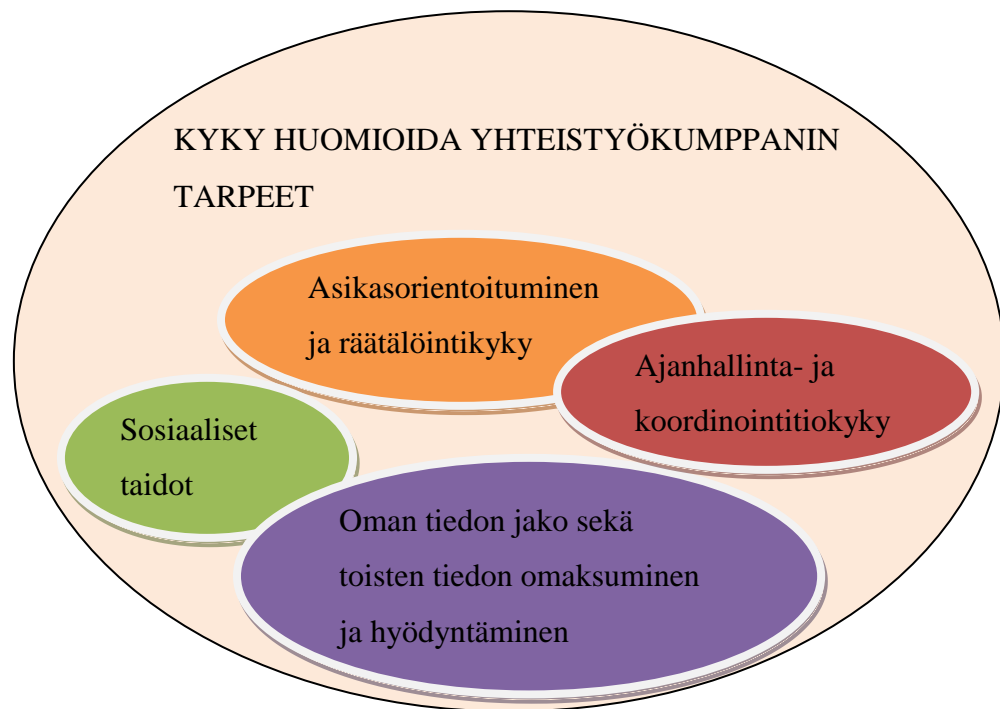 KYKY HUOMIOIDA YHTEISTYÖKUMPPANIN
TARPEET
Asikasorientoituminen
ja räätälöintikyky
Ajanhallinta- ja
koordinointitiokyky
Sosiaaliset
taidot
Oman tiedon jako sekä
toisten tiedon omaksuminen
ja hyödyntäminen